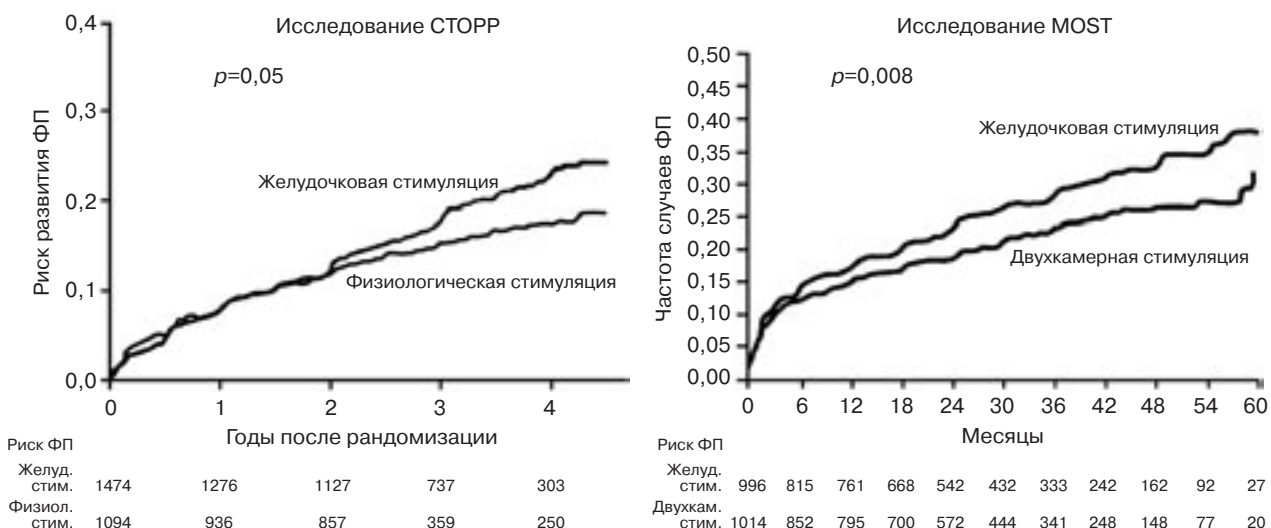 Исследование CTOPP
p=0,05
Риск развития ФП
0,4
0,3
0,2
0,1
0,0
Желудочковая стимуляция
Физиологическая стимуляция
0 1 2 3 4
Годы после рандомизации
Риск ФП
Желуд.
стим. 1474 1276 1127 737 303
Физиол.
стим. 1094 936 857 359 250
Исследование MOST
p=0,008
Частота случаев ФП
0,50
0,45
0,40
0,35
0,30
0,25
0,20
0,15
0,10
0,05
0,00
Желудочковая стимуляция
Двухкамерная стимуляция
0 6 12 18 24 30 36 42 48 54 60
Месяцы
Риск ФП
Желуд.
стим. 996 815 761 668 542 432 333 242 162 92 27
Двухкам.
стим. 1014 852 795 700 572 444 341 248 148 77 20